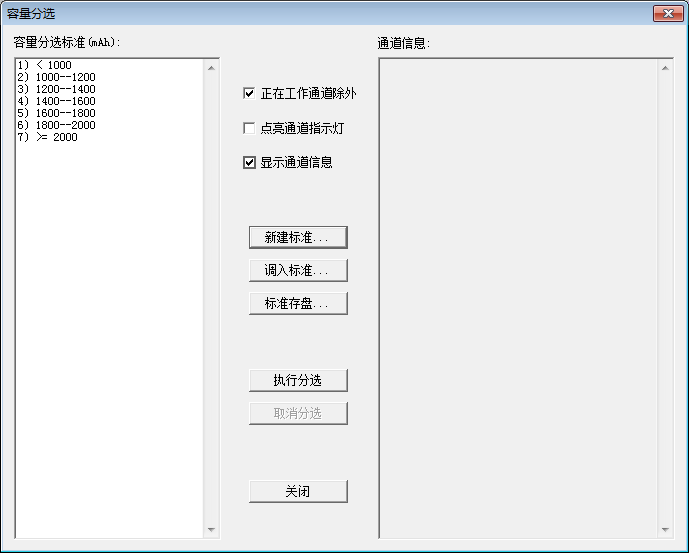 容量分选
容量分选标准(mAh):
1) < 1000
2) 1000--1200
3) 1200--1400
4) 1400--1600
5) 1600--1800
6) 1800--2000
7) >= 2000
正在工作通道除外
点亮通道指示灯
显示通道信息
新建标准...
调入标准...
标准存盘...
执行分选
取消分选
关闭
通道信息: